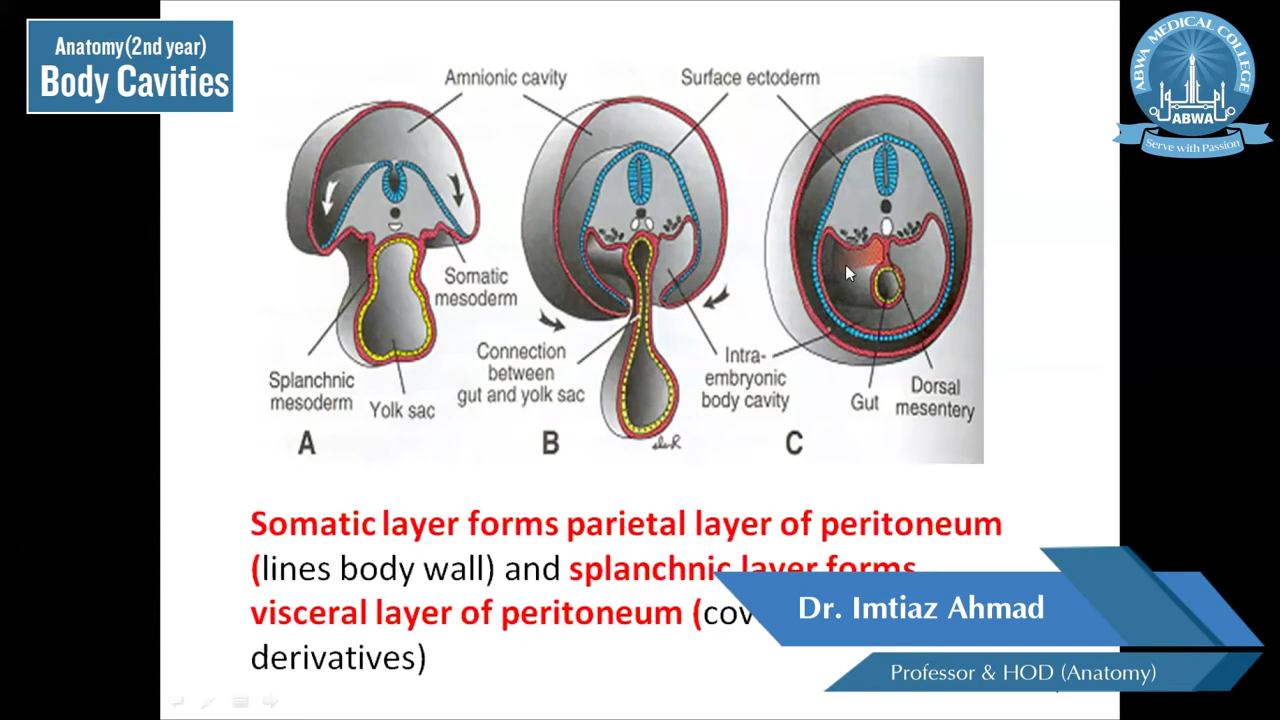 Anatomy(2nd year)
Body Cavities
ABWA MEDICAL COLLEGE
ABWA
Serve with Passion
Amnionic cavity
Surface ectoderm
Somatic
mesoderm
Splanchnic
mesoderm
Yolk sac
Connection
between
gut and yolk sac
Intra-
embryonic
body cavity
Gut
Dorsal
mesentery
A
B
C
Somatic layer forms parietal layer of peritoneum
(lines body wall) and splanchnic layer forms
visceral layer of peritoneum (
derivatives)
Dr. Imtiaz Ahmad
Professor & HOD (Anatomy)